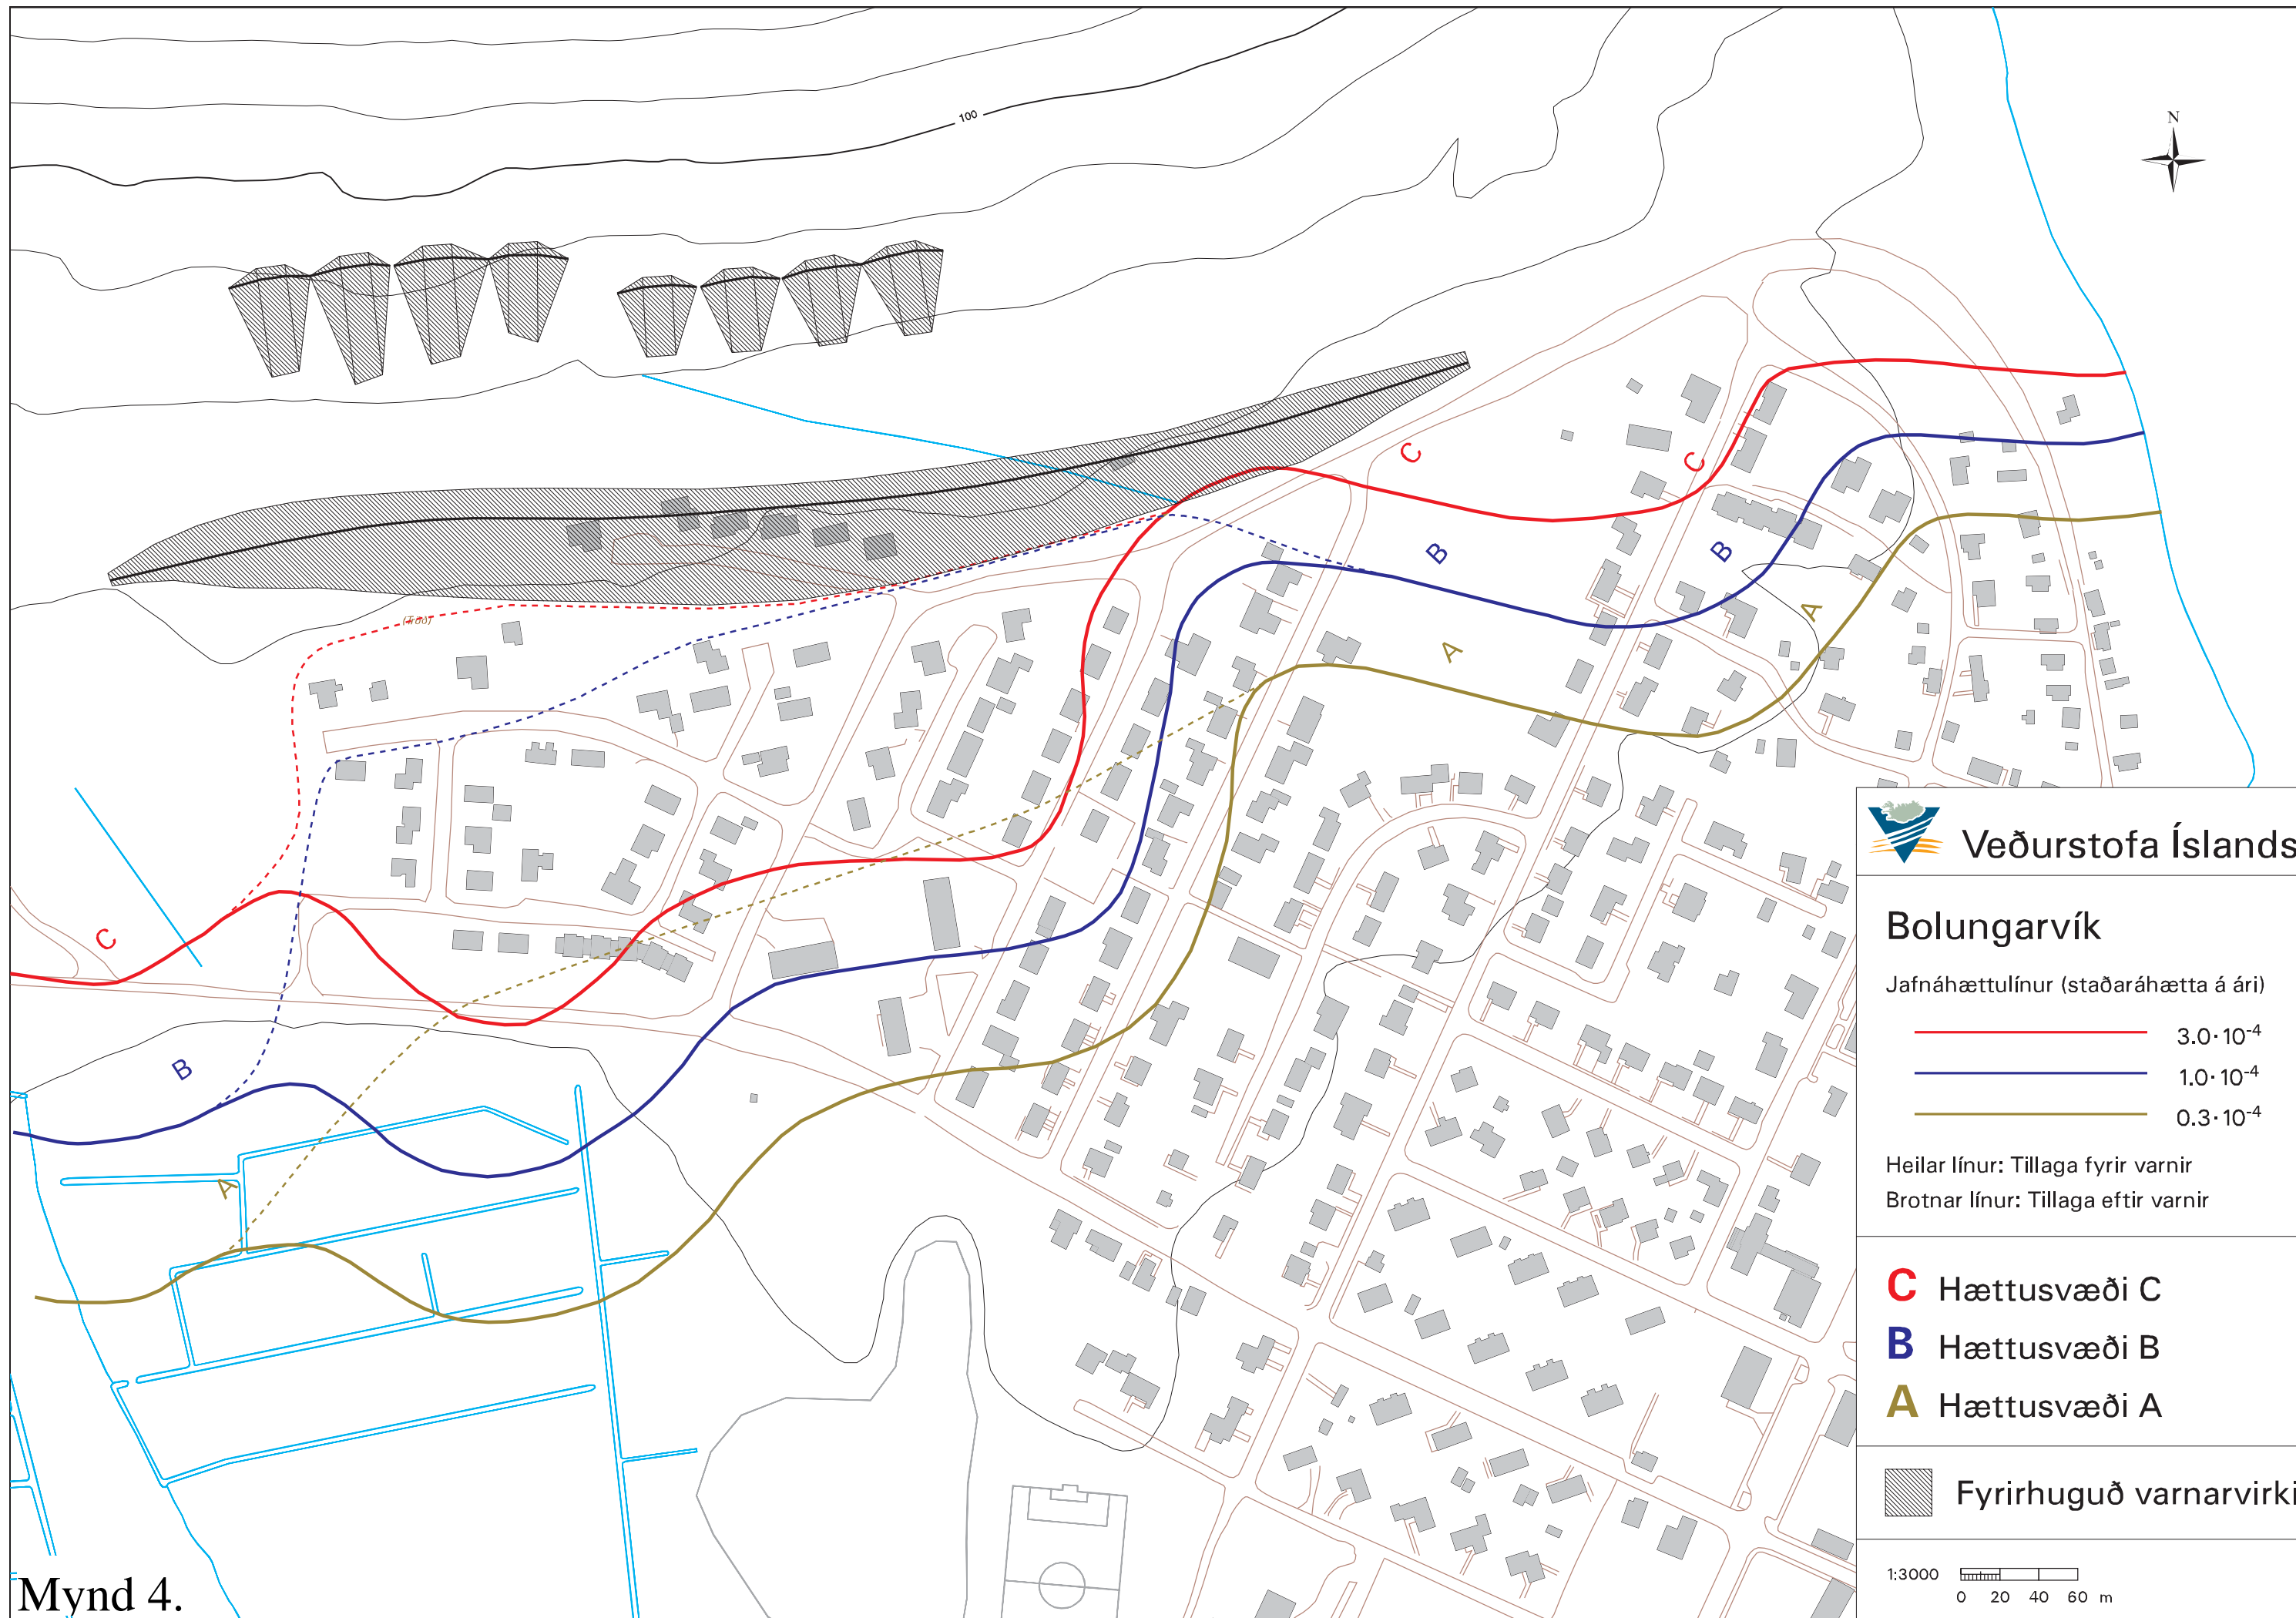 100
N
C
C
B
B
(Tröð)
A
A
C
B
A
Veðurstofa Íslands
Bolungarvík
Jafnáhættulínur (staðaráhætta á ári)
3.0·10-4
1.0·10-4
0.3·10-4
Heilar línur: Tillaga fyrir varnir
Brotnar línur: Tillaga eftir varnir
C Hættusvæði C
B Hættusvæði B
A Hættusvæði A
Fyrirhuguð varnarvirki
1:3000
0 20 40 60 m
Mynd 4.